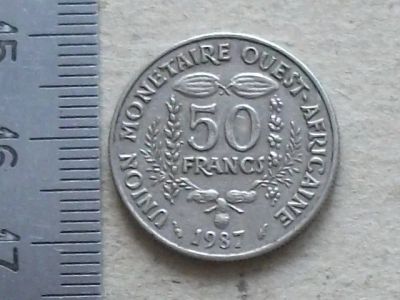 UNION MONETAIRE OUEST-AFRICAINE
50
FRANCS
1987
45
46
47